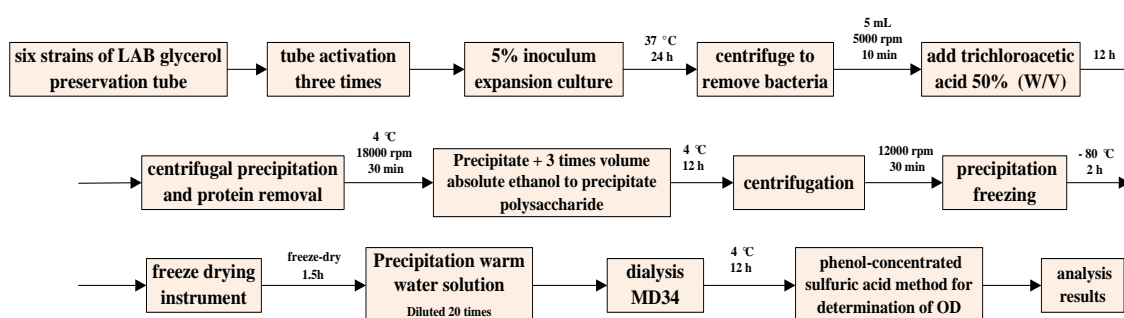 six strains of LAB glycerol
preservation tube
tube activation
three times
5% inoculum
expansion culture
37 °C
24 h
centrifuge to
remove bacteria
5 mL
5000 rpm
10 min
add trichloroacetic
acid 50% (W/V)
12 h
centrifugal precipitation
and protein removal
4 ℃
18000 rpm
30 min
Precipitate + 3 times volume
absolute ethanol to precipitate
polysaccharide
4 ℃
12 h
centrifugation
12000 rpm
30 min
precipitation
freezing
- 80 ℃
2 h
freeze drying
instrument
freeze-dry
1.5h
Precipitation warm
water solution
Diluted 20 times
dialysis
MD34
4 ℃
12 h
phenol-concentrated
sulfuric acid method for
determination of OD
analysis
results